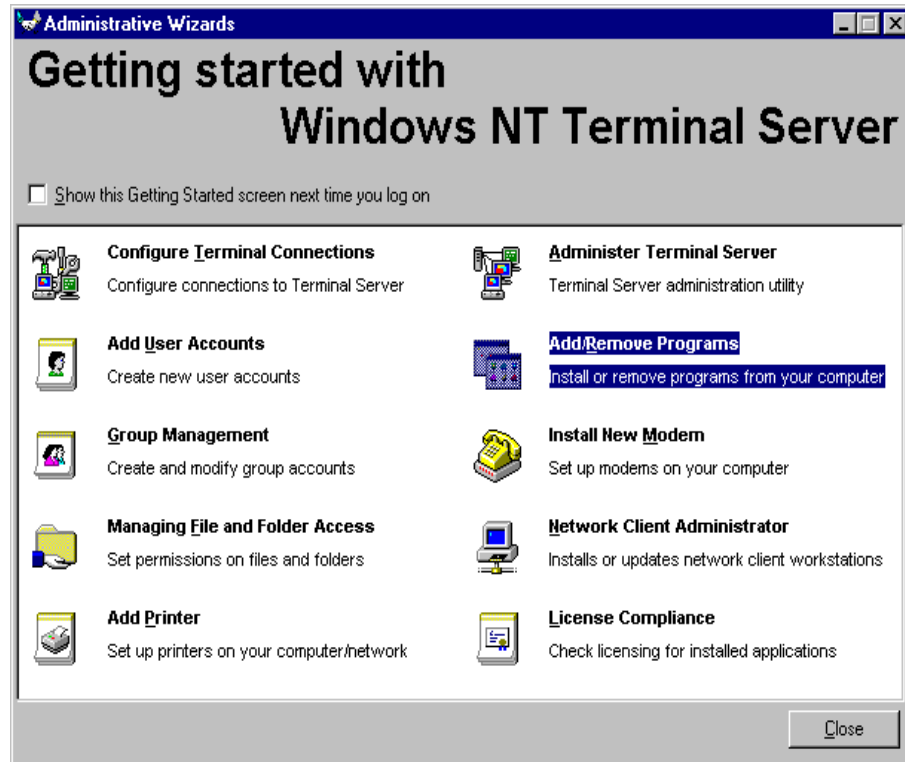 Administrative Wizards
Getting started with
Windows NT Terminal Server
Show this Getting Started screen next time you log on
Configure Terminal Connections
Configure connections to Terminal Server
Administer Terminal Server
Terminal Server administration utility
Add User Accounts
Create new user accounts
Add/Remove Programs
Install or remove programs from your computer
Group Management
Create and modify group accounts
Install New Modem
Set up modems on your computer
Managing File and Folder Access
Set permissions on files and folders
Network Client Administrator
Installs or updates network client workstations
Add Printer
Set up printers on your computer/network
License Compliance
Check licensing for installed applications
Close